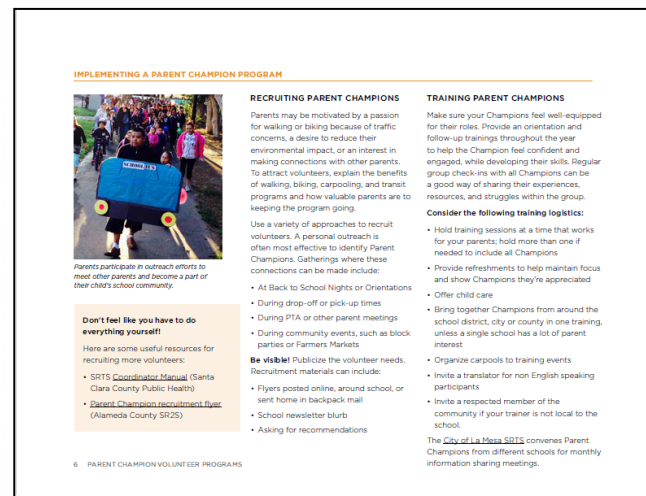 IMPLEMENTING A PARENT CHAMPION PROGRAM
SCHOOL BUS
Parents participate in outreach efforts to
meet other parents and become a part of
their child's school community.
Don't feel like you have to do
everything yourself!
Here are some useful resources for
recruiting more volunteers:
• SRTS Coordinator Manual (Santa
Clara County Public Health)
• Parent Champion recruitment flyer
(Alameda County SR2S)
RECRUITING PARENT CHAMPIONS
Parents may be motivated by a passion
for walking or biking because of traffic
concerns, a desire to reduce their
environmental impact, or an interest in
making connections with other parents.
To attract volunteers, explain the benefits
of walking, biking, carpooling, and transit
programs and how valuable parents are to
keeping the program going.
Use a variety of approaches to recruit
volunteers. A personal outreach is
often most effective to identify Parent
Champions. Gatherings where these
connections can be made include:
• At Back to School Nights or Orientations
• During drop-off or pick-up times
• During PTA or other parent meetings
• During community events, such as block
parties or Farmers Markets
Be visible! Publicize the volunteer needs.
Recruitment materials can include:
• Flyers posted online, around school, or
sent home in backpack mail
• School newsletter blurb
• Asking for recommendations
TRAINING PARENT CHAMPIONS
Make sure your Champions feel well-equipped
for their roles. Provide an orientation and
follow-up trainings throughout the year
to help the Champion feel confident and
engaged, while developing their skills. Regular
group check-ins with all Champions can be
a good way of sharing their experiences,
resources, and struggles within the group.
Consider the following training logistics:
• Hold training sessions at a time that works
for your parents; hold more than one if
needed to include all Champions
• Provide refreshments to help maintain focus
and show Champions they're appreciated
• Offer child care
• Bring together Champions from around the
school district, city or county in one training,
unless a single school has a lot of parent
interest
• Organize carpools to training events
• Invite a translator for non English speaking
participants
• Invite a respected member of the
community if your trainer is not local to the
school.
The City of La Mesa SRTS convenes Parent
Champions from different schools for monthly
information sharing meetings.
6 PARENT CHAMPION VOLUNTEER PROGRAMS